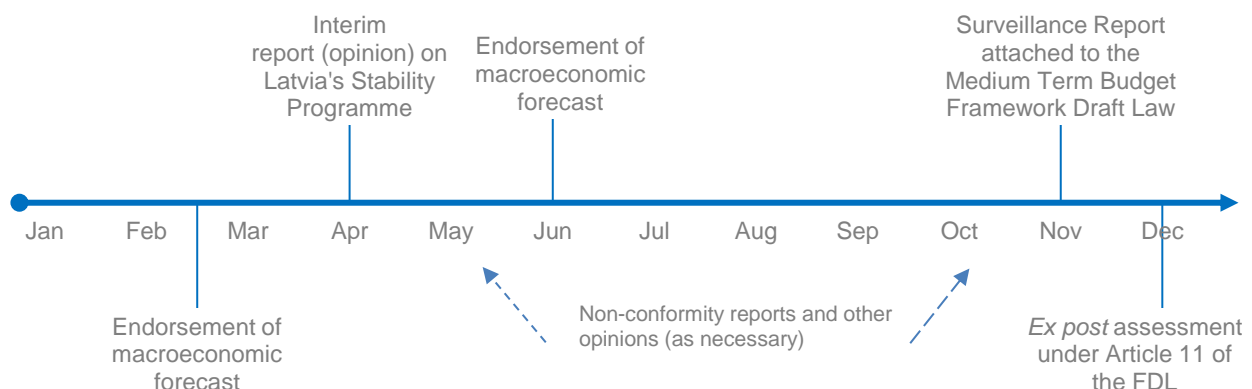 Interim
report (opinion) on
Latvia's Stability
Programme
Endorsement of
macroeconomic
forecast
Surveillance Report
attached to the
Medium Term Budget
Framework Draft Law
Jan Feb Mar Apr May Jun Jul Aug Sep Oct Nov Dec
Endorsement of
macroeconomic
forecast
Non-conformity reports and other
opinions (as necessary)
Ex post assessment
under Article 11 of
the FDL